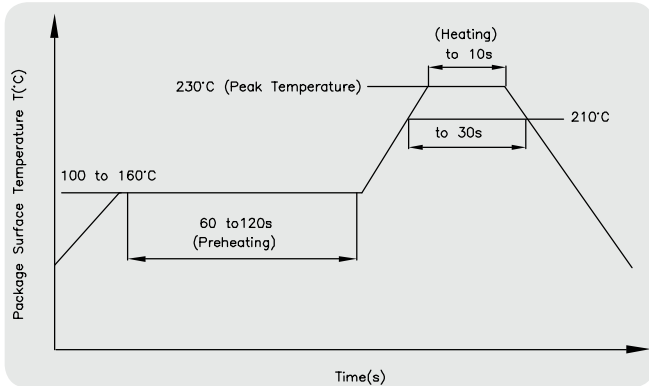 (Heating)
to 10s
230°C (Peak Temperature)
210°C
to 30s
100 to 160°C
60 to120s
(Preheating)
Package Surface Temperature T(°C)
Time(s)